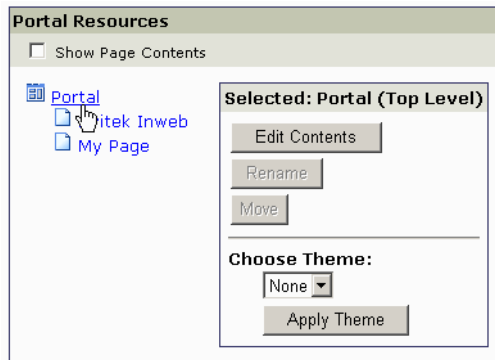 Portal Resources
Show Page Contents
Portal
itek Inweb
My Page
Selected: Portal (Top Level)
Edit Contents
Rename
Move
Choose Theme:
None
Apply Theme